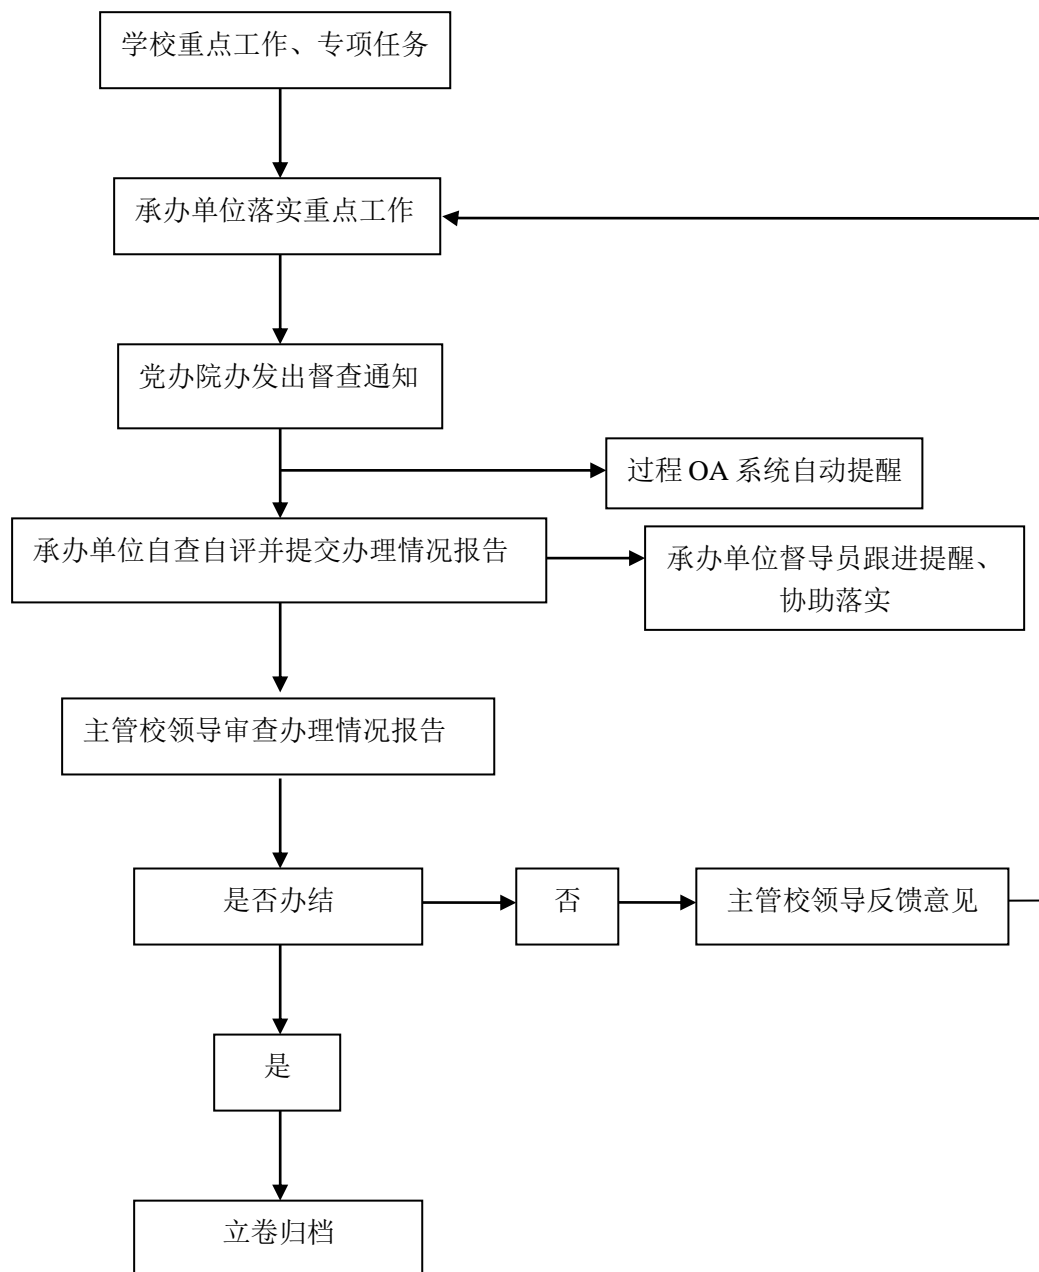 学校重点工作、专项任务
承办单位落实重点工作
党办院办发出督查通知
过程 OA 系统自动提醒
承办单位自查自评并提交办理情况报告
承办单位督导员跟进提醒、
协助落实
主管校领导审查办理情况报告
是否办结
否
主管校领导反馈意见
是
立卷归档